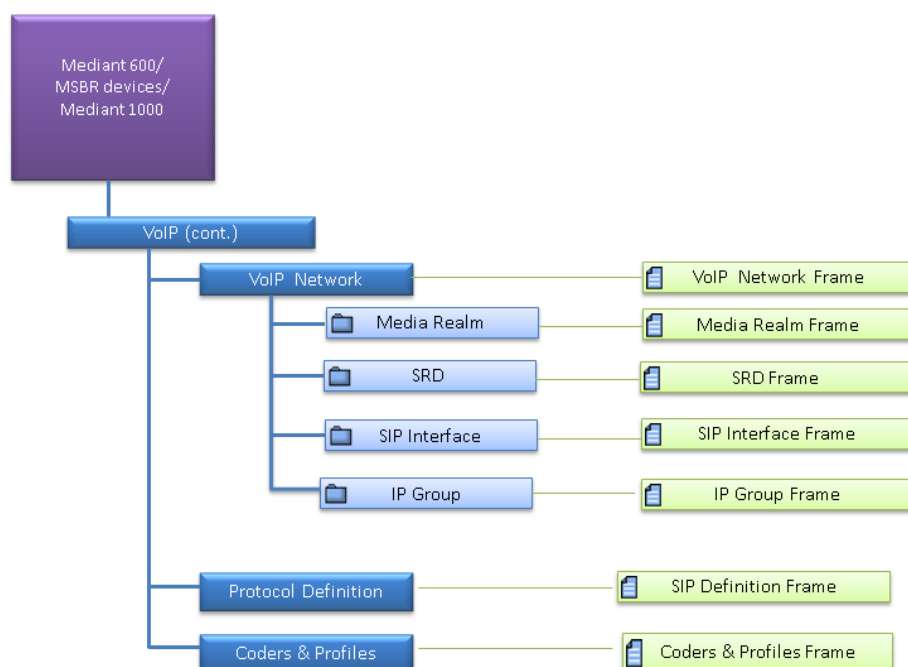 Mediant 600/
MSBR devices/
Mediant 1000
VoIP (cont.)
VoIP Network
VoIP Network Frame
Media Realm
Media Realm Frame
SRD
SRD Frame
SIP Interface
SIP Interface Frame
IP Group
IP Group Frame
Protocol Definition
SIP Definition Frame
Coders & Profiles
Coders & Profiles Frame